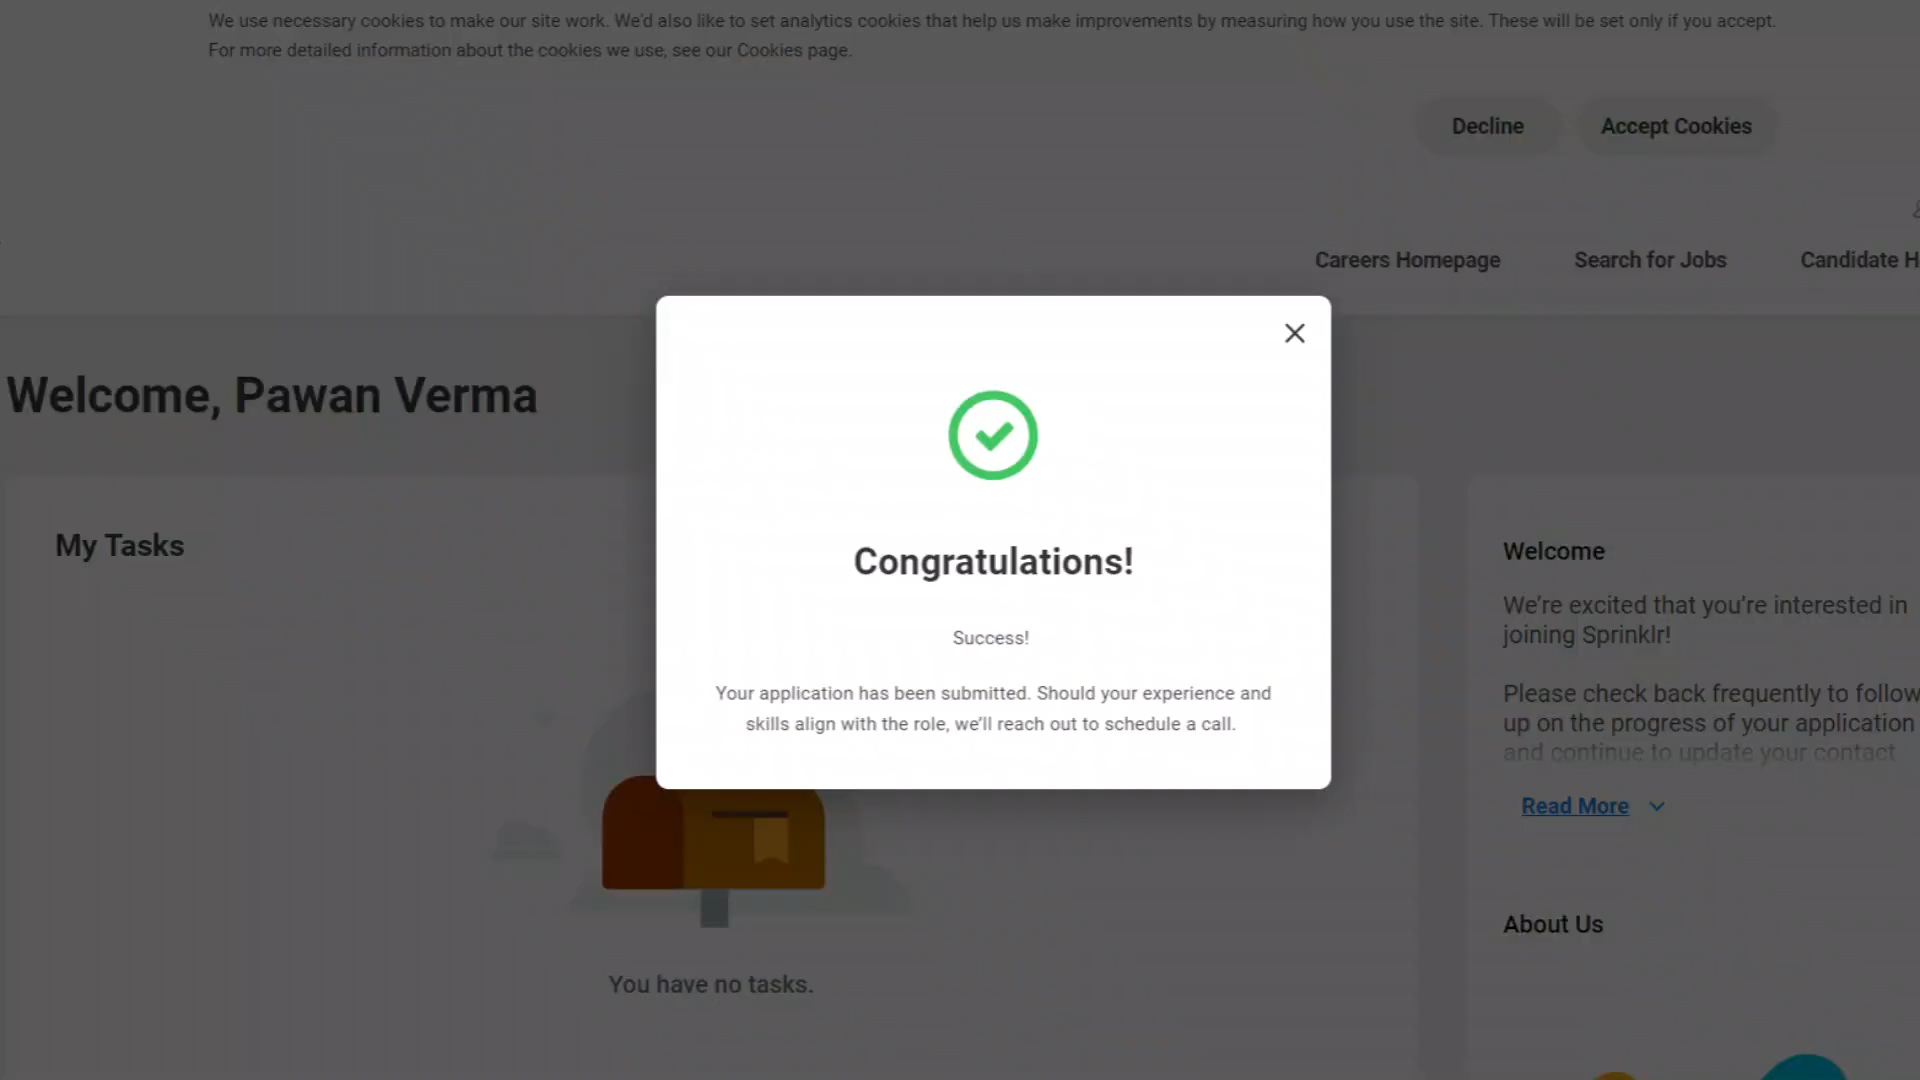 We use necessary cookies to make our site work. We'd also like to set analytics cookies that help us make improvements by measuring how you use the site. These will be set only if you accept.
For more detailed information about the cookies we use, see our Cookies page.
Decline
Accept Cookies
Careers Homepage
Search for Jobs
Candidate H
Welcome, Pawan Verma
My Tasks
Congratulations!
Success!
Your application has been submitted. Should your experience and
skills align with the role, we’ll reach out to schedule a call.
You have no tasks.
Welcome
We’re excited that you’re interested in
joining Sprinklr!
Please check back frequently to follow
up on the progress of your application
and continue to update your contact
Read More
About Us